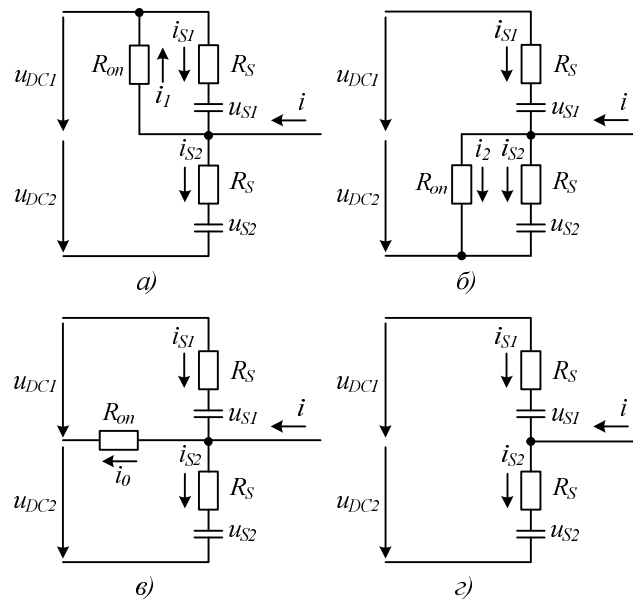 u_DC1 R_on i_1 i_S1 R_S u_S1 i
u_DC2 i_S2 R_S u_S2
а)
u_DC1 i_S1 R_S u_S1 i
u_DC2 R_on i_2 i_S2 R_S u_S2
б)
u_DC1 i_S1 R_S u_S1 i
R_on i_0
u_DC2 i_S2 R_S u_S2
в)
u_DC1 i_S1 R_S u_S1 i
u_DC2 i_S2 R_S u_S2
г)